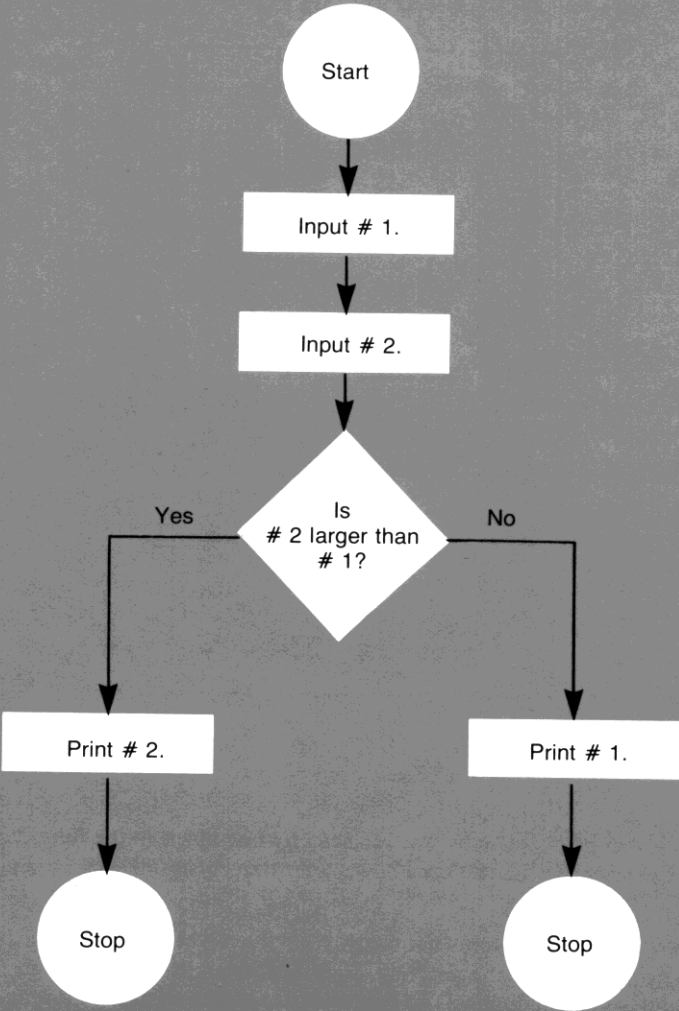 Start
Input # 1.
Input # 2.
Is
# 2 larger than
# 1?
Yes
No
Print # 2.
Print # 1.
Stop
Stop